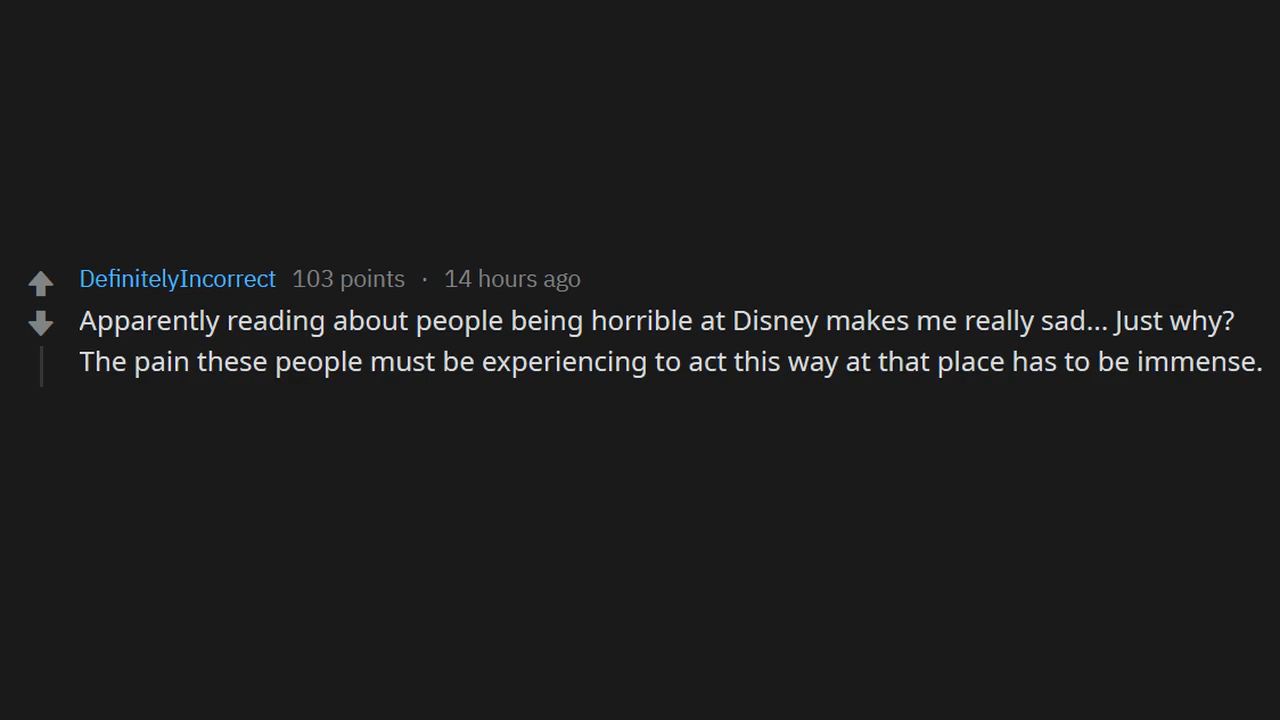 DefinitelyIncorrect 103 points · 14 hours ago
Apparently reading about people being horrible at Disney makes me really sad... Just why?
The pain these people must be experiencing to act this way at that place has to be immense.